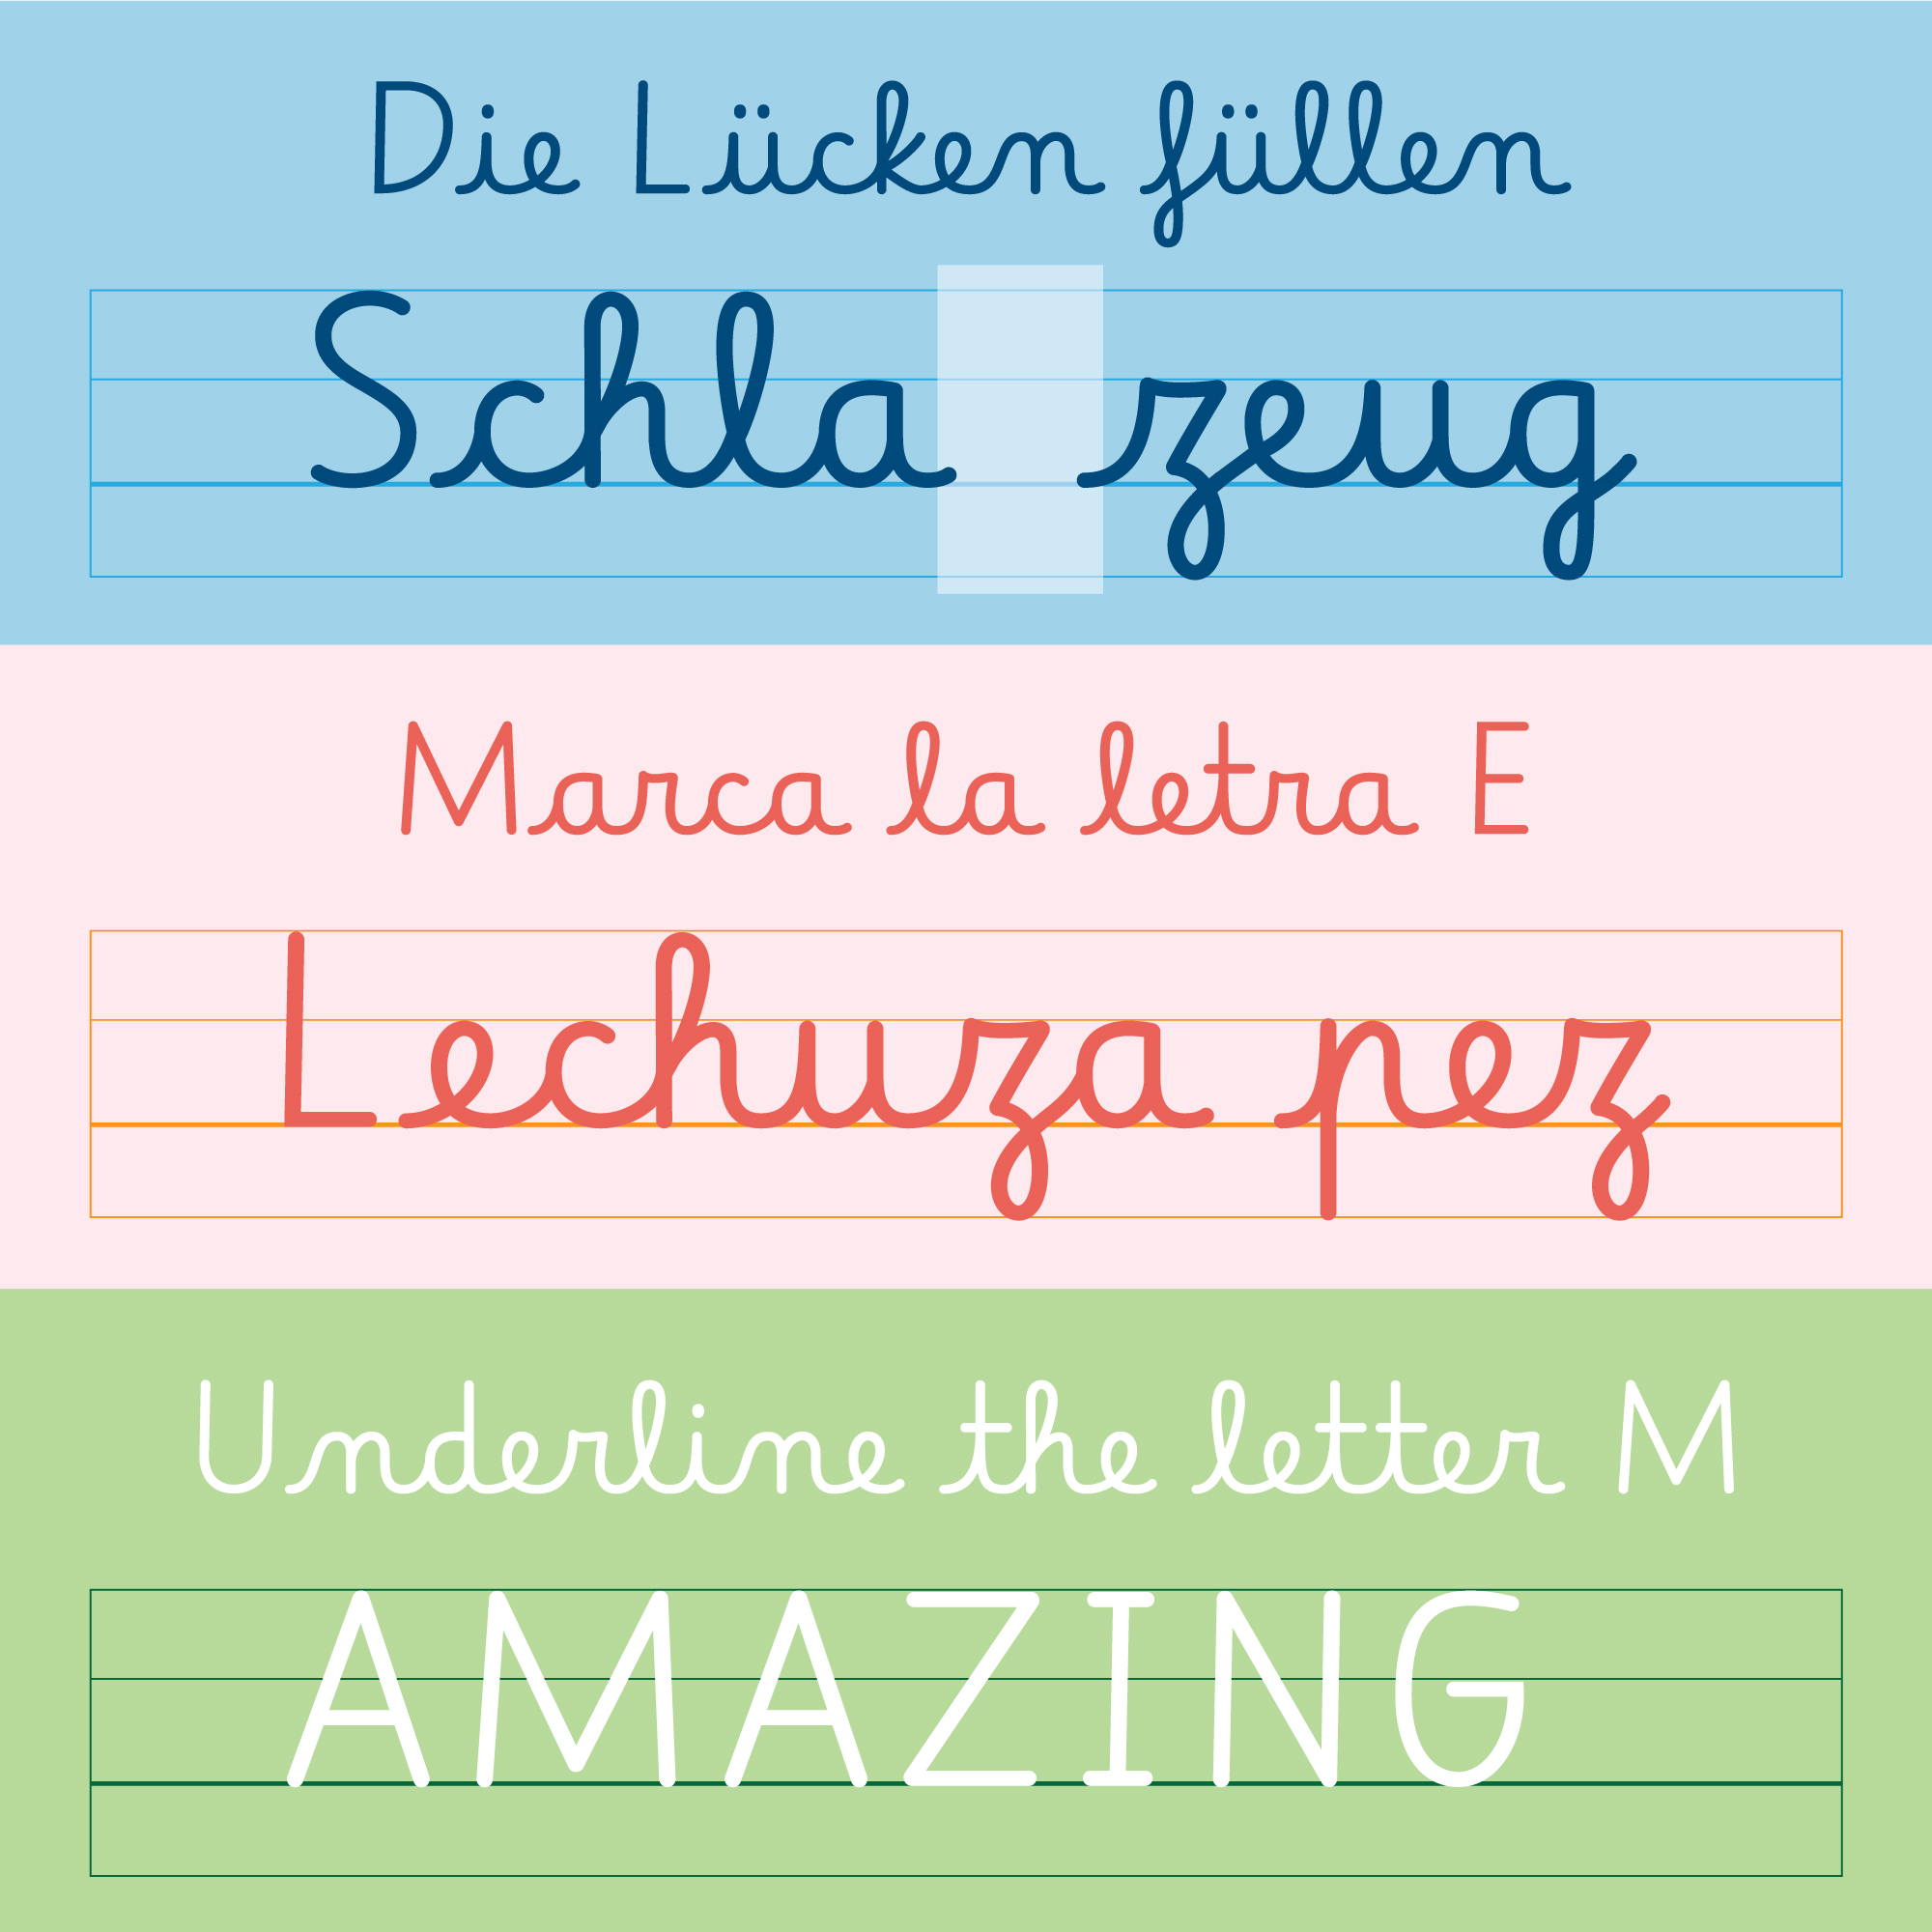 Die Lücken füllen
Schla zeug
Marca la letra E
Lechuza pez
Underline the letter M
AMAZING